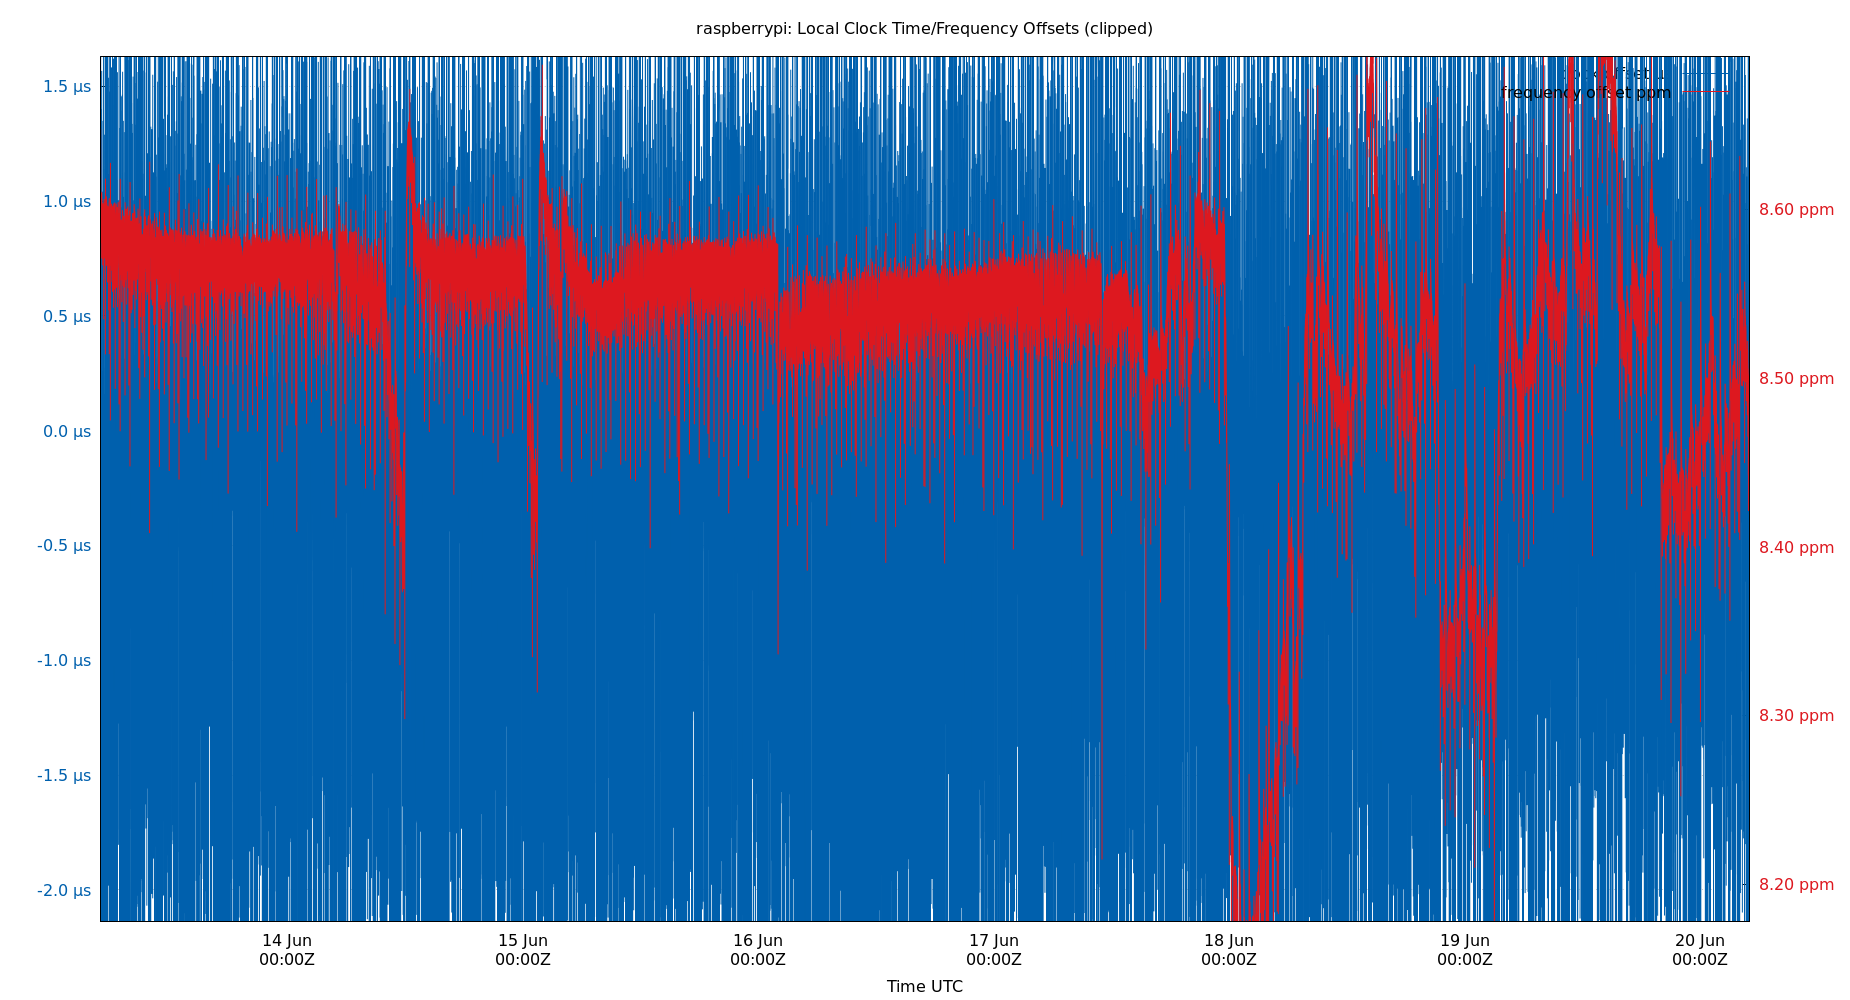 raspberrypi: Local Clock Time/Frequency Offsets (clipped)
1.5 µs
1.0 µs
0.5 µs
0.0 µs
-0.5 µs
-1.0 µs
-1.5 µs
-2.0 µs
frequency offset ppm
8.60 ppm
8.50 ppm
8.40 ppm
8.30 ppm
8.20 ppm
14 Jun 15 Jun 16 Jun 17 Jun 18 Jun 19 Jun 20 Jun
00:00Z 00:00Z 00:00Z 00:00Z 00:00Z 00:00Z 00:00Z
Time UTC